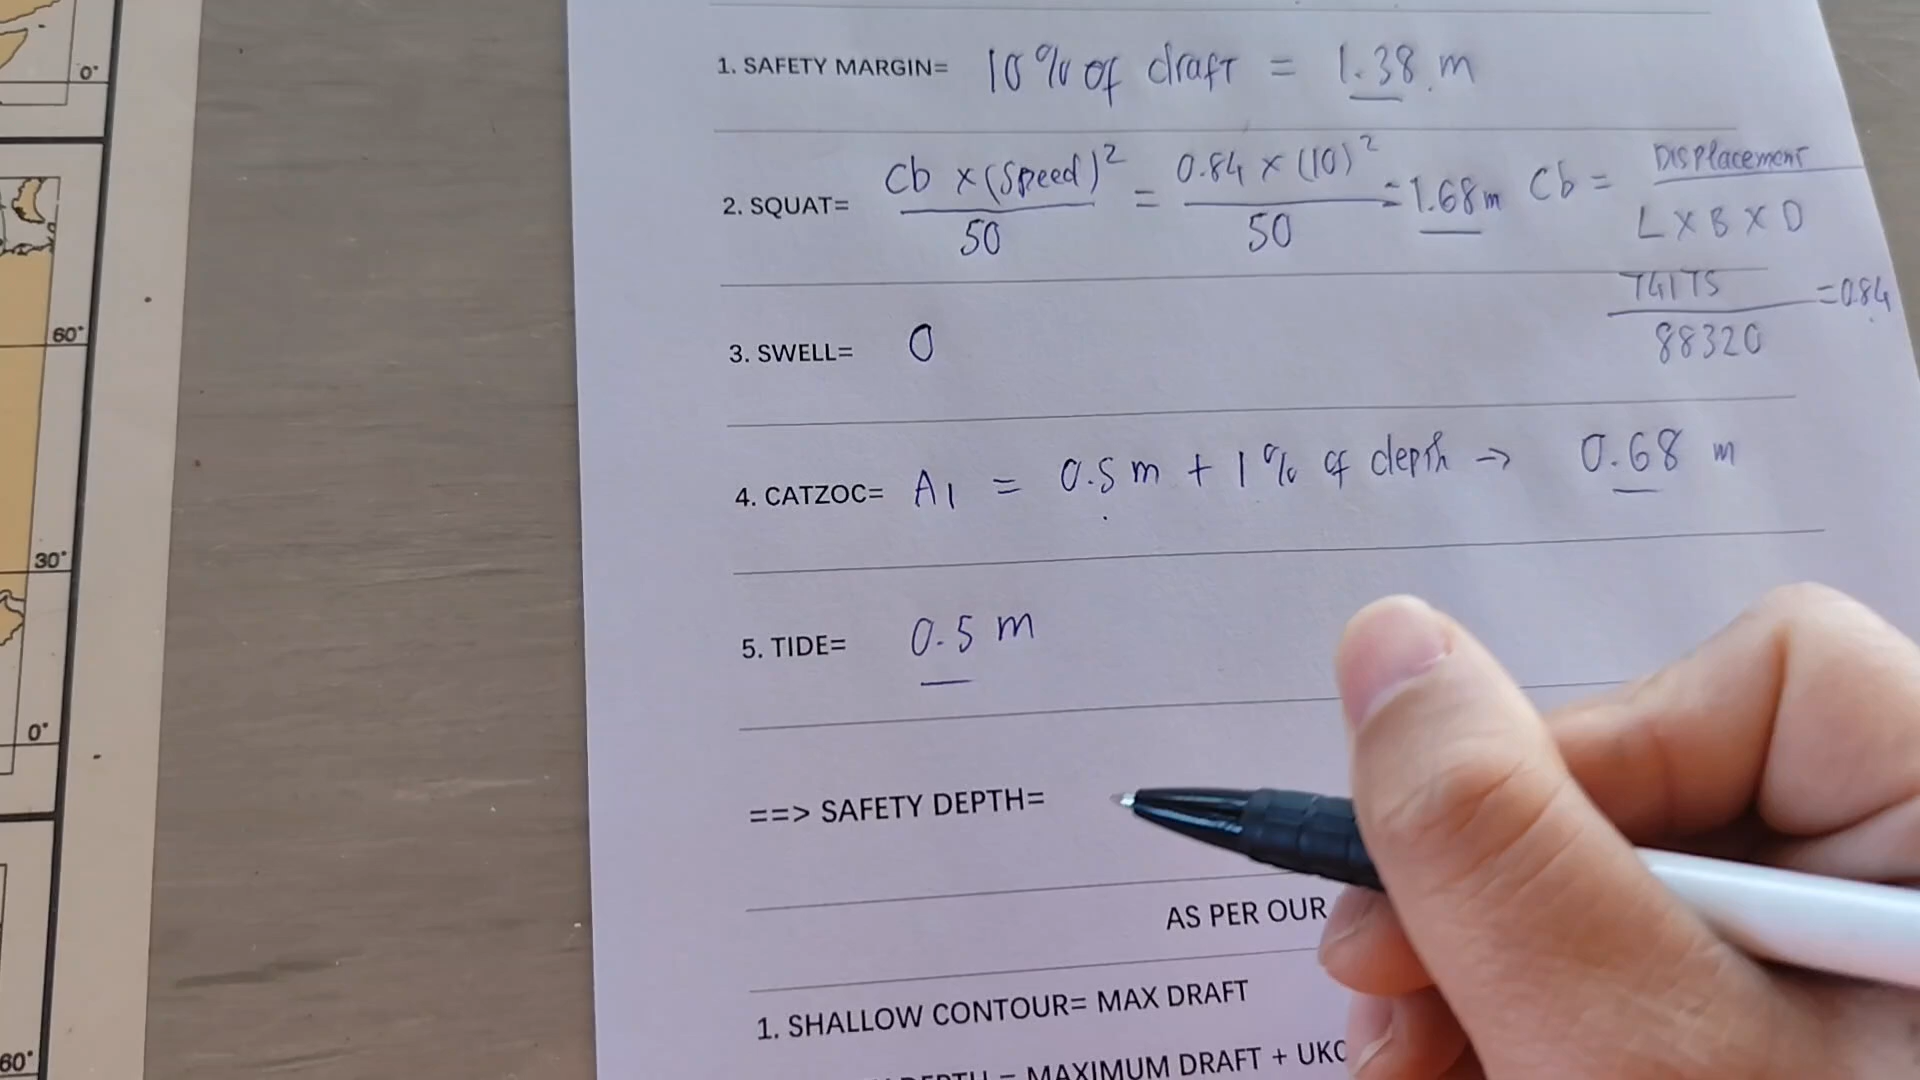 0°
60°
30°
0°
60°
1. SAFETY MARGIN= 10% of draft = 1.38 m
2. SQUAT= Cb x (Speed)² / 50 = 0.84 x (10)² / 50 = 1.68m Cb = Displacement / L X B X D
74175 / 88320 = 0.84
3. SWELL= 0
4. CATZOC= A1 = 0.5 m + 1% of depth → 0.68 m
5. TIDE= 0.5 m
==> SAFETY DEPTH=
AS PER OUR
1. SHALLOW CONTOUR= MAX DRAFT
DEPTH = MAXIMUM DRAFT + UKC